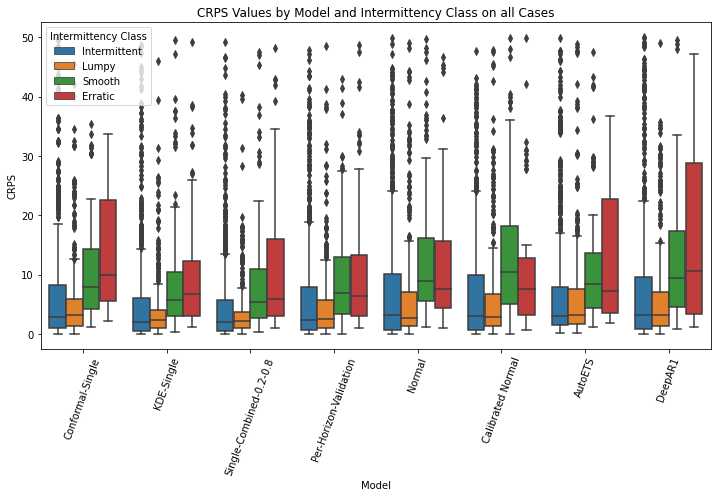 CRPS Values by Model and Intermittency Class on all Cases
Intermittency Class
Intermittent
Lumpy
Smooth
Erratic
CRPS
50
40
30
20
10
0
Conformal-Single
KDE-Single
Single-Combined-0.2-0.8
Per-Horizon-Validation
Normal
Calibrated Normal
AutoETS
DeepAR1
Model